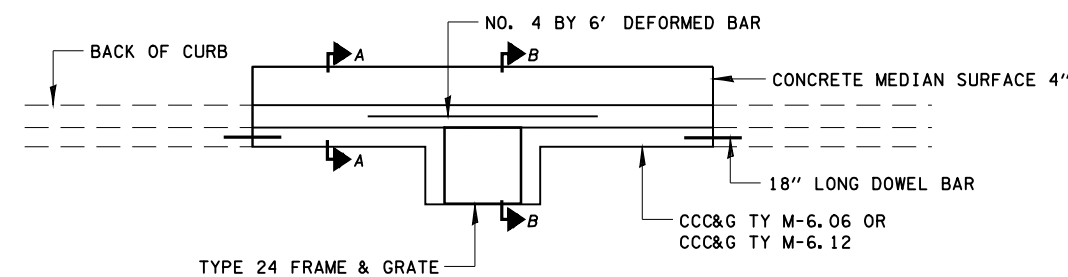 NO. 4 BY 6' DEFORMED BAR
BACK OF CURB
A
B
CONCRETE MEDIAN SURFACE 4"
A
18" LONG DOWEL BAR
B
CCC&G TY M-6.06 OR
CCC&G TY M-6.12
TYPE 24 FRAME & GRATE